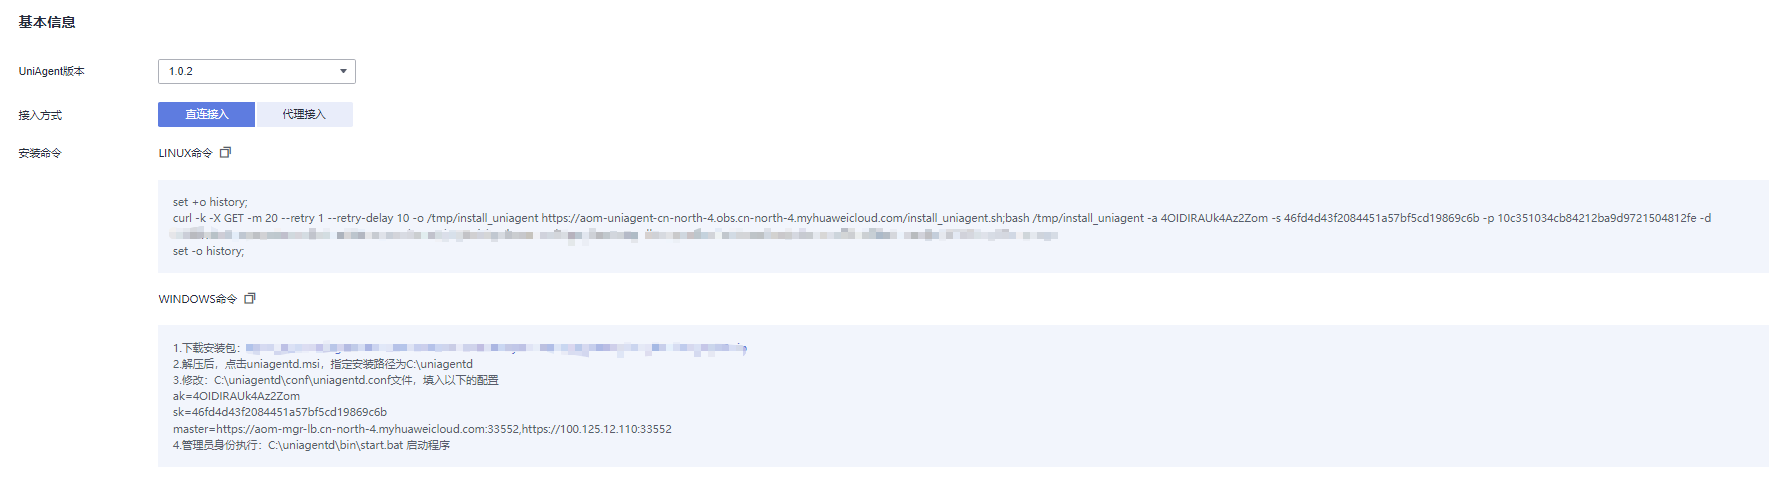 基本信息
UniAgent版本
1.0.2
接入方式
直连接入
代理接入
安装命令
LINUX命令
set +o history;
curl -k -X GET -m 20 --retry 1 --retry-delay 10 -o /tmp/install_uniagent https://aom-uniagent-cn-north-4.obs.cn-north-4.myhuaweicloud.com/install_uniagent.sh;bash /tmp/install_uniagent -a 4OIDIRAUk4Az2Zom -s 46fd4d43f2084451a57bf5cd19869c6b -p 10c351034cb84212ba9d9721504812fe -d
set -o history;
WINDOWS命令
1.下载安装包：
2.解压后，点击uniagentd.msi，指定安装路径为C:\uniagentd
3.修改：C:\uniagentd\conf\uniagentd.conf文件，填入以下的配置
ak=4OIDIRAUk4Az2Zom
sk=46fd4d43f2084451a57bf5cd19869c6b
master=https://aom-mgr-lb.cn-north-4.myhuaweicloud.com:33552,https://100.125.12.110:33552
4.管理员身份执行：C:\uniagentd\bin\start.bat 启动程序